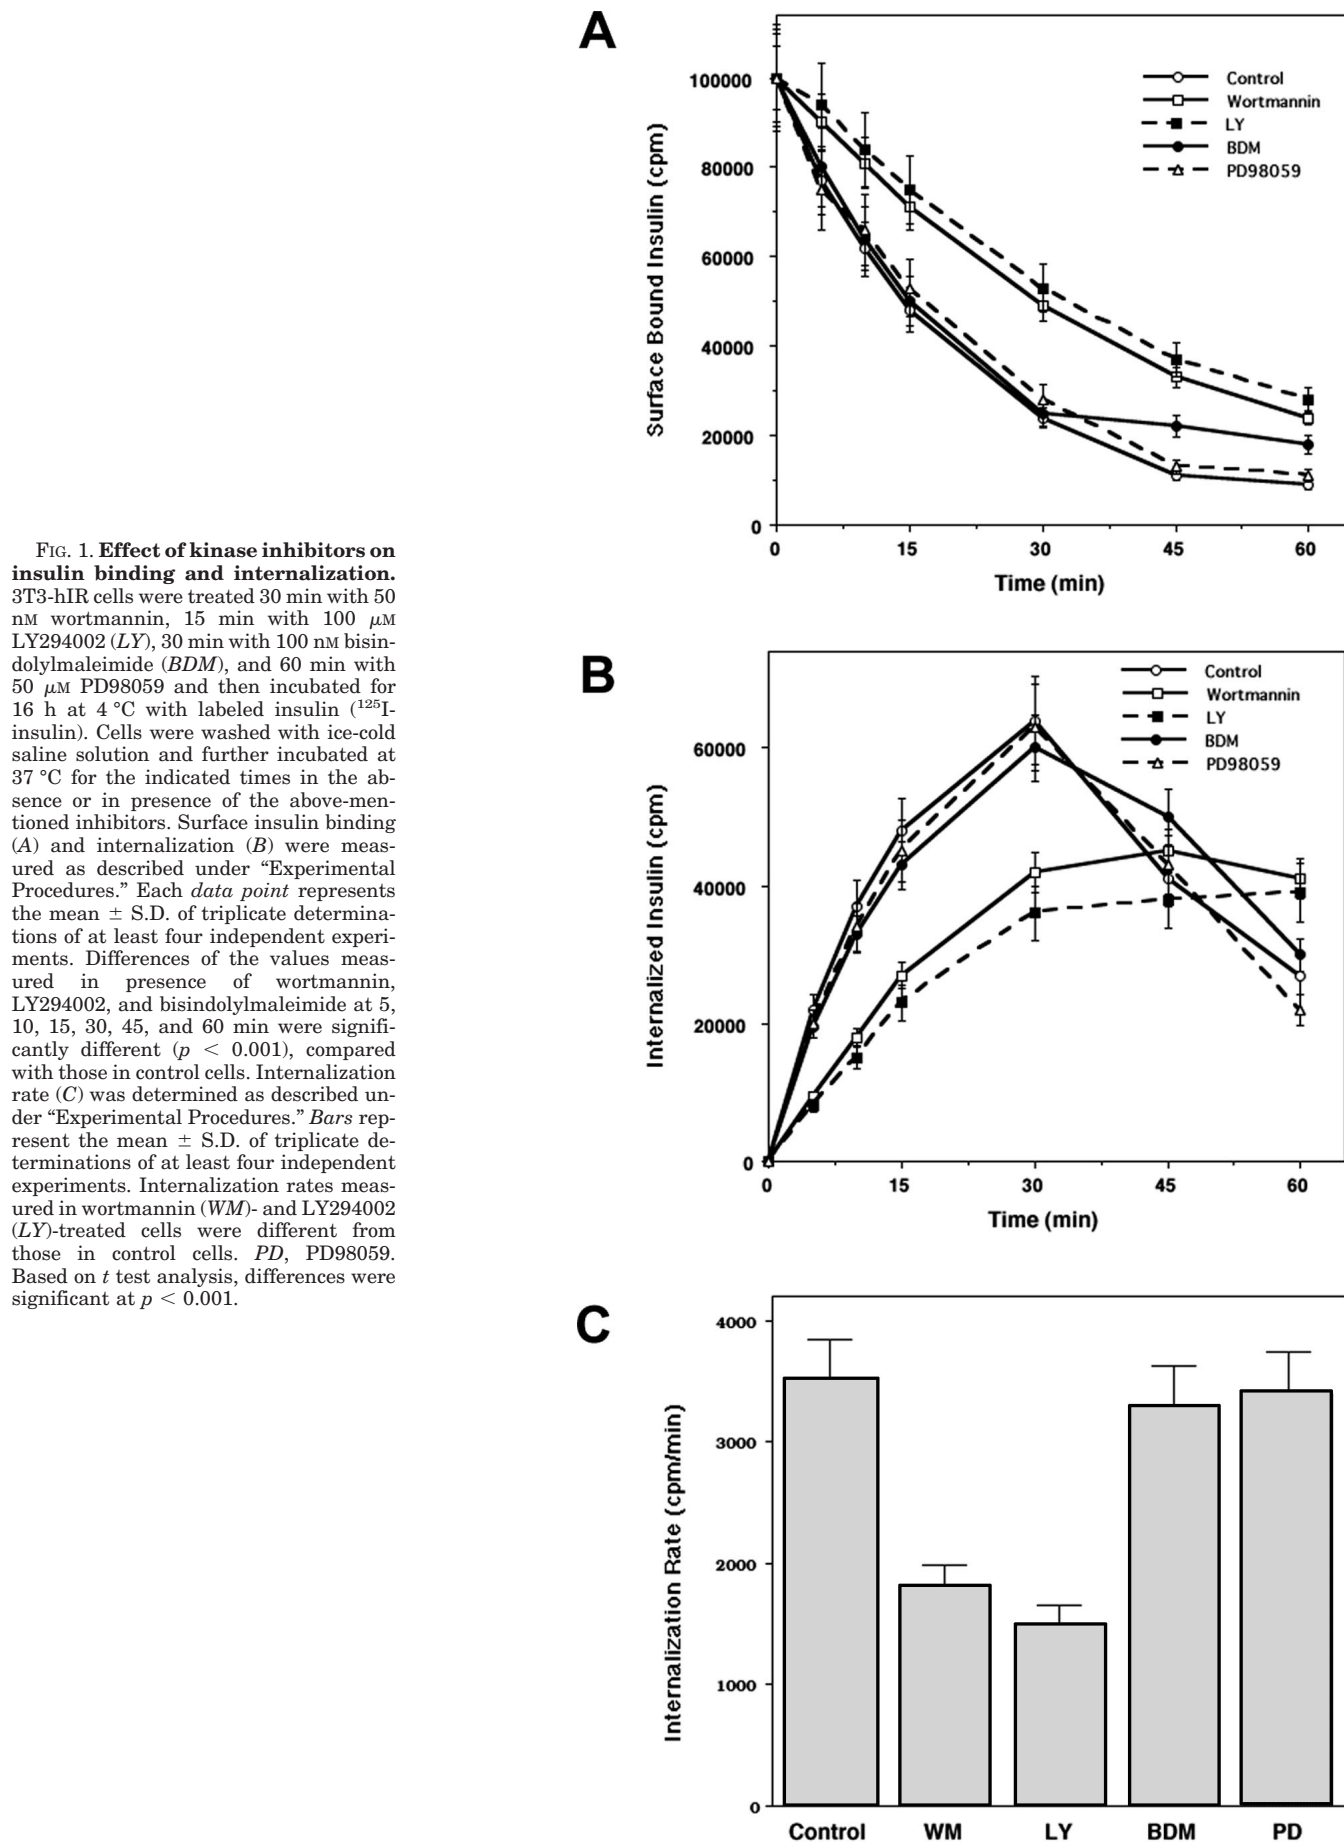 A
100000
80000
60000
40000
20000
0
Surface Bound Insulin (cpm)
Control
Wortmannin
LY
BDM
PD98059
0 15 30 45 60
Time (min)
FIG. 1. Effect of kinase inhibitors on
insulin binding and internalization.
3T3-hIR cells were treated 30 min with 50
nM wortmannin, 15 min with 100 μM
LY294002 (LY), 30 min with 100 nM bisin-
dolylmaleimide (BDM), and 60 min with
50 μM PD98059 and then incubated for
16 h at 4 °C with labeled insulin (¹²⁵I-
insulin). Cells were washed with ice-cold
saline solution and further incubated at
37 °C for the indicated times in the ab-
sence or in presence of the above-men-
tioned inhibitors. Surface insulin binding
(A) and internalization (B) were meas-
ured as described under “Experimental
Procedures.” Each data point represents
the mean ± S.D. of triplicate determina-
tions of at least four independent experi-
ments. Differences of the values meas-
ured in presence of wortmannin,
LY294002, and bisindolylmaleimide at 5,
10, 15, 30, 45, and 60 min were signifi-
cantly different (p < 0.001), compared
with those in control cells. Internalization
rate (C) was determined as described un-
der “Experimental Procedures.” Bars rep-
resent the mean ± S.D. of triplicate de-
terminations of at least four independent
experiments. Internalization rates meas-
ured in wortmannin (WM)- and LY294002
(LY)-treated cells were different from
those in control cells. PD, PD98059.
Based on t test analysis, differences were
significant at p < 0.001.
B
60000
40000
20000
0
Internalized Insulin (cpm)
Control
Wortmannin
LY
BDM
PD98059
0 15 30 45 60
Time (min)
C
4000
3000
2000
1000
0
Internalization Rate (cpm/min)
Control WM LY BDM PD